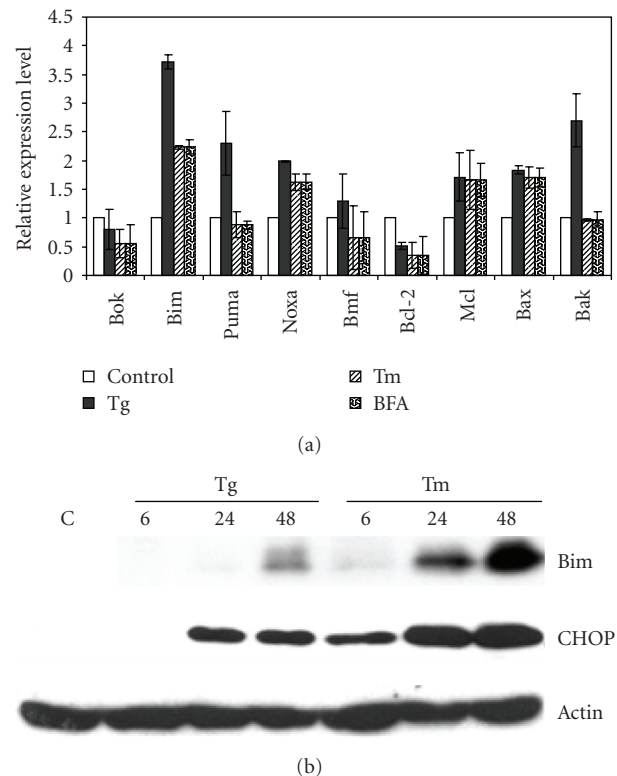 Relative expression level
4.5
4
3.5
3
2.5
2
1.5
1
0.5
0
Bok Bim Puma Noxa Bmf Bcl-2 Mcl Bax Bak
Control Tm
Tg BFA
(a)
Tg Tm
C 6 24 48 6 24 48
Bim
CHOP
Actin
(b)